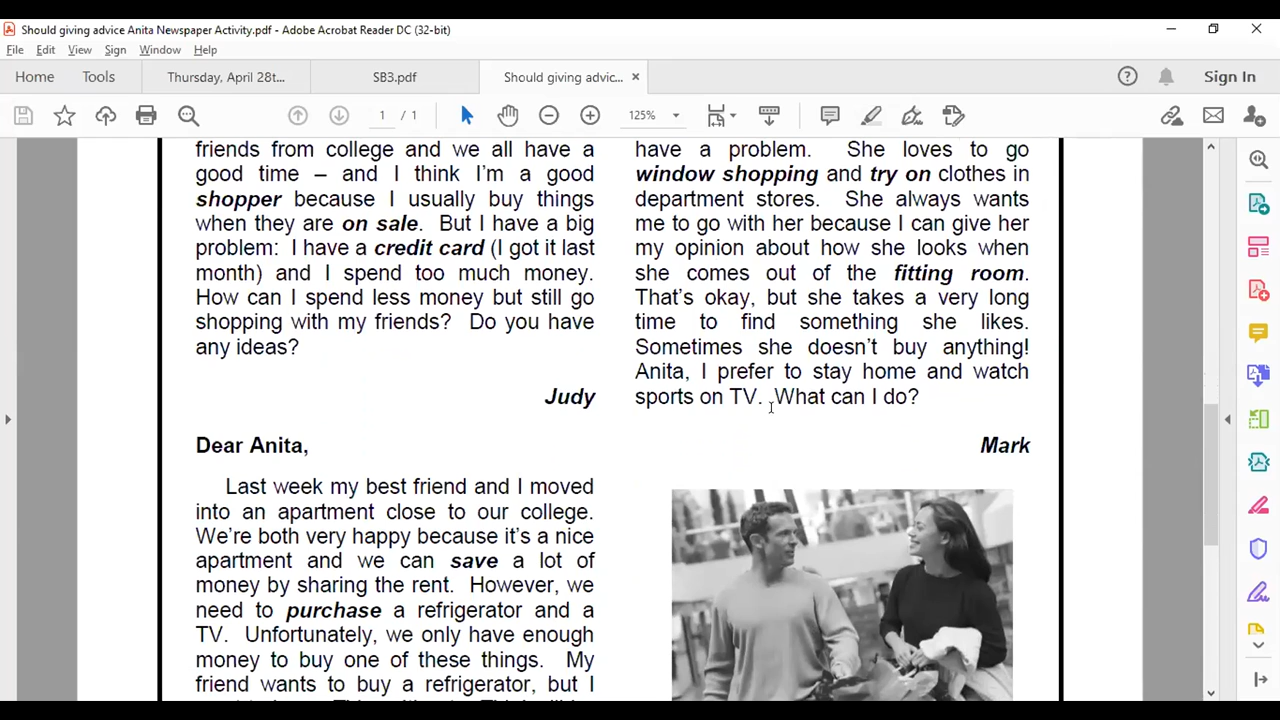 Should giving advice Anita Newspaper Activity.pdf - Adobe Acrobat Reader DC (32-bit)
File Edit View Sign Window Help
Home Tools Thursday, April 28t... SB3.pdf Should giving advic... ×
Sign In
1 / 1 125%
friends from college and we all have a
good time – and I think I'm a good
shopper because I usually buy things
when they are on sale. But I have a big
problem: I have a credit card (I got it last
month) and I spend too much money.
How can I spend less money but still go
shopping with my friends? Do you have
any ideas?
Judy
Dear Anita,
Last week my best friend and I moved
into an apartment close to our college.
We're both very happy because it's a nice
apartment and we can save a lot of
money by sharing the rent. However, we
need to purchase a refrigerator and a
TV. Unfortunately, we only have enough
money to buy one of these things. My
friend wants to buy a refrigerator, but I
have a problem. She loves to go
window shopping and try on clothes in
department stores. She always wants
me to go with her because I can give her
my opinion about how she looks when
she comes out of the fitting room.
That's okay, but she takes a very long
time to find something she likes.
Sometimes she doesn't buy anything!
Anita, I prefer to stay home and watch
sports on TV. What can I do?
Mark